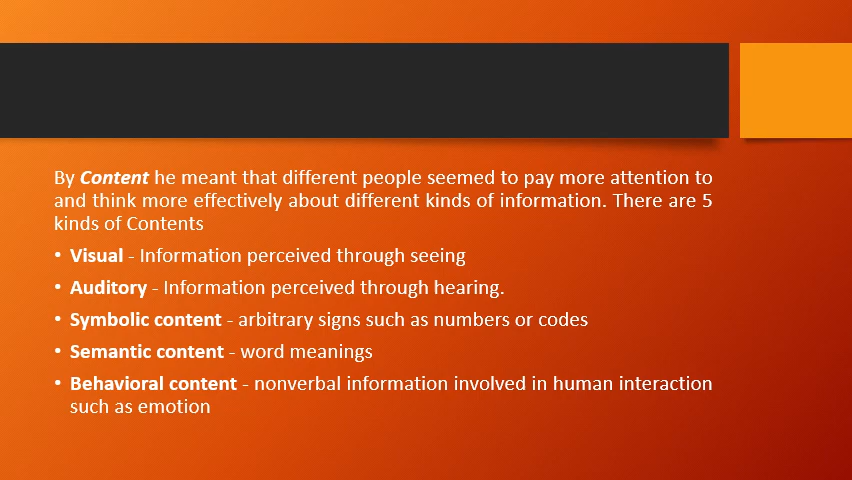 By Content he meant that different people seemed to pay more attention to
and think more effectively about different kinds of information. There are 5
kinds of Contents
• Visual - Information perceived through seeing
• Auditory - Information perceived through hearing.
• Symbolic content - arbitrary signs such as numbers or codes
• Semantic content - word meanings
• Behavioral content - nonverbal information involved in human interaction
such as emotion